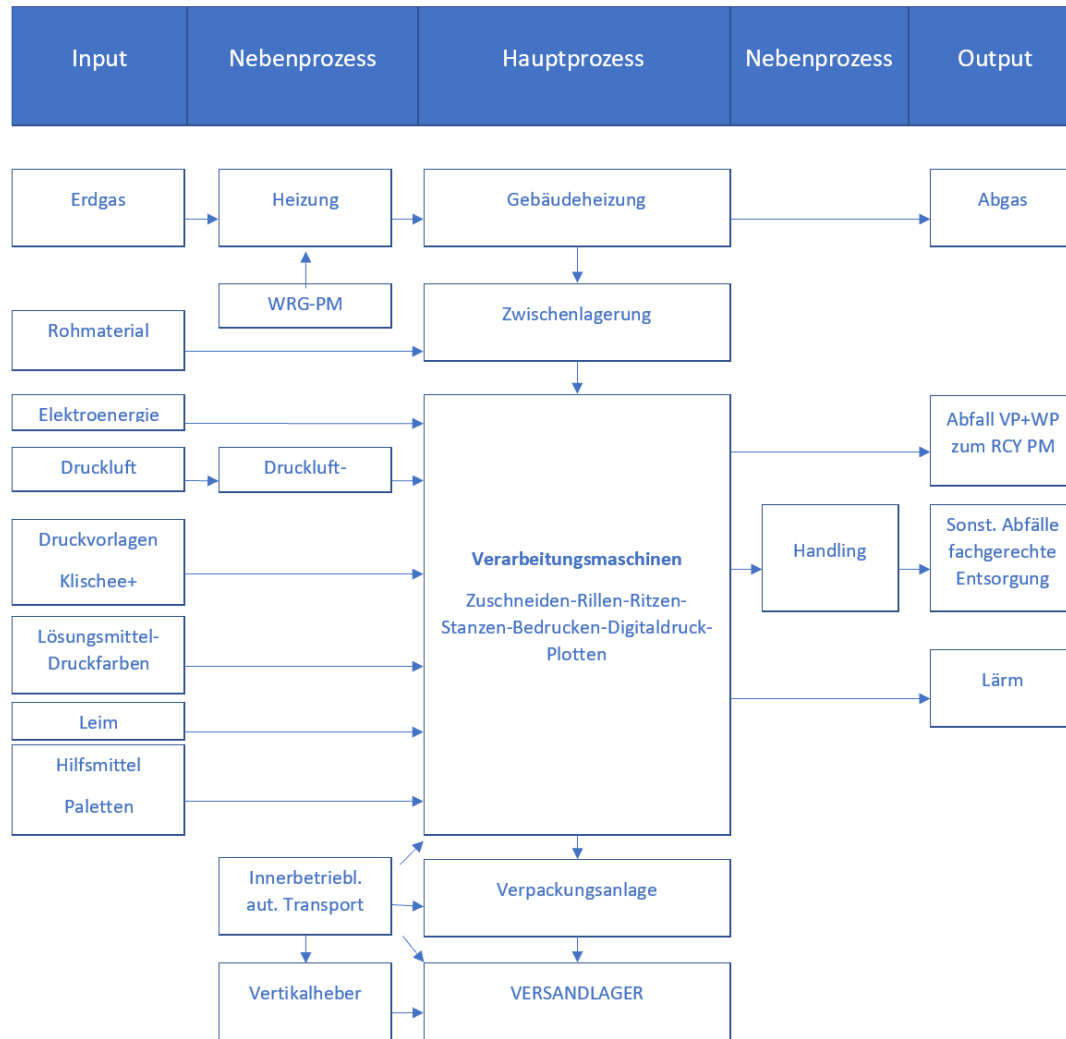 Input
Nebenprozess
Hauptprozess
Nebenprozess
Output
Erdgas
Heizung
Gebäudeheizung
Abgas
WRG-PM
Zwischenlagerung
Rohmaterial
Elektroenergie
Abfall VP+WP
zum RCY PM
Druckluft
Druckluft-
Druckvorlagen
Klischee+
Verarbeitungsmaschinen
Zuschneiden-Rillen-Ritzen-
Stanzen-Bedrucken-Digitaldruck-
Plotten
Handling
Sonst. Abfälle
fachgerechte
Entsorgung
Lösungsmittel-
Druckfarben
Lärm
Leim
Hilfsmittel
Paletten
Innerbetriebl.
aut. Transport
Verpackungsanlage
Vertikalheber
VERSANDLAGER